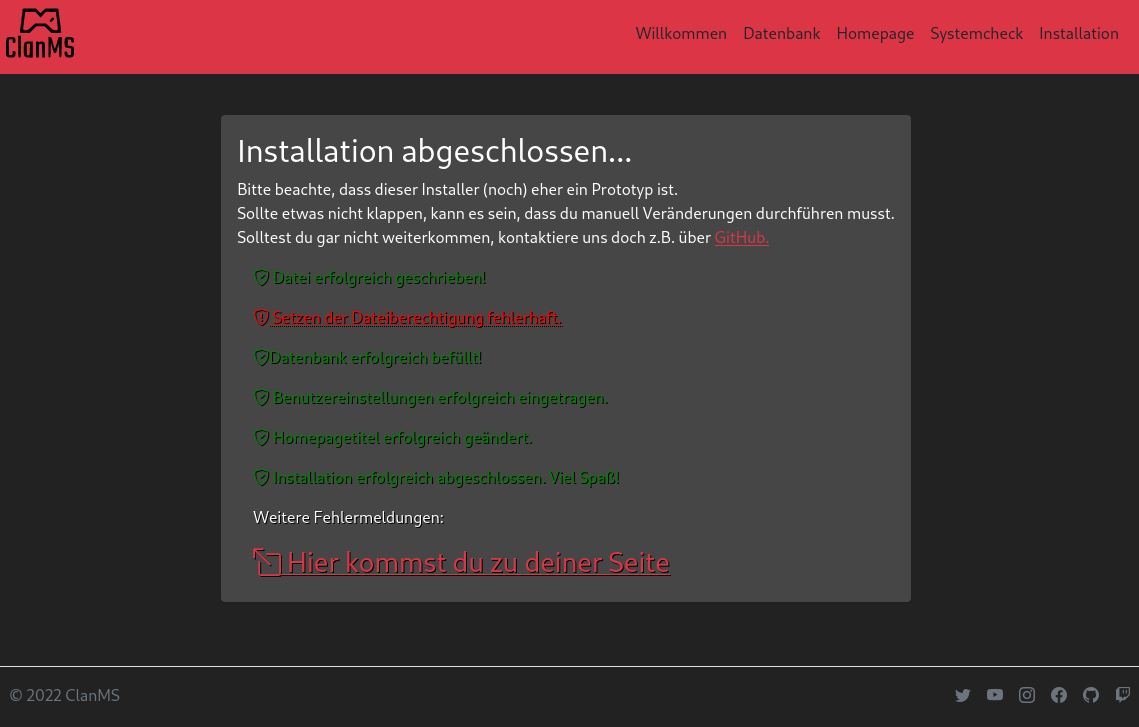 ClanMS
Willkommen Datenbank Homepage Systemcheck Installation
Installation abgeschlossen...
Bitte beachte, dass dieser Installer (noch) eher ein Prototyp ist.
Sollte etwas nicht klappen, kann es sein, dass du manuell Veränderungen durchführen musst.
Solltest du gar nicht weiterkommen, kontaktiere uns doch z.B. über GitHub.
Datei erfolgreich geschrieben!
Setzen der Dateiberechtigung fehlerhaft.
Datenbank erfolgreich befüllt!
Benutzereinstellungen erfolgreich eingetragen.
Homepagetitel erfolgreich geändert.
Installation erfolgreich abgeschlossen. Viel Spaß!
Weitere Fehlermeldungen:
Hier kommst du zu deiner Seite
© 2022 ClanMS